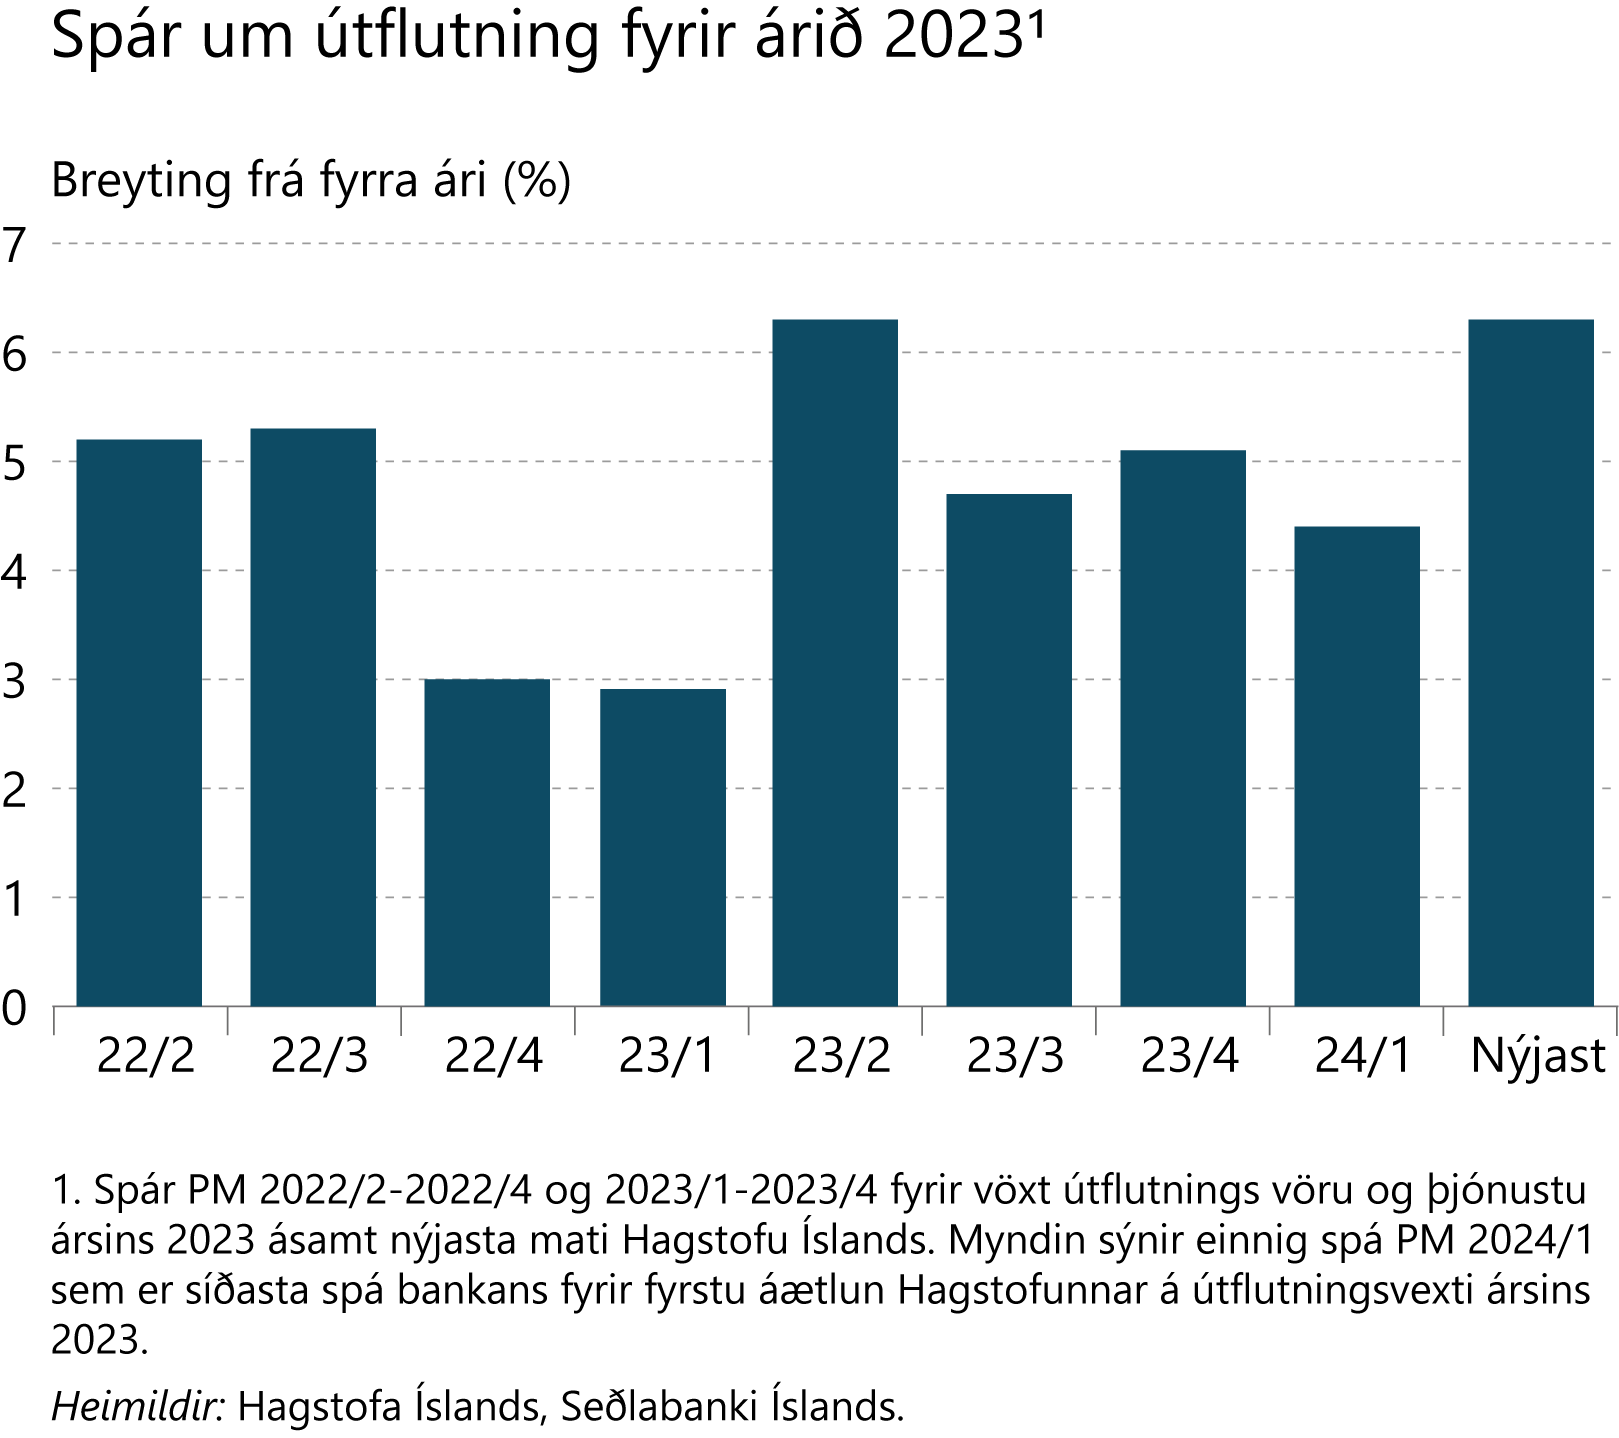 Spár um útflutning fyrir árið 2023¹
Breyting frá fyrra ári (%)
7
6
5
4
3
2
1
0
22/2 22/3 22/4 23/1 23/2 23/3 23/4 24/1 Nýjast
1. Spár PM 2022/2-2022/4 og 2023/1-2023/4 fyrir vöxt útflutnings vöru og þjónustu
ársins 2023 ásamt nýjasta mati Hagstofu Íslands. Myndin sýnir einnig spá PM 2024/1
sem er síðasta spá bankans fyrir fyrstu áætlun Hagstofunnar á útflutningsvexti ársins
2023.
Heimildir: Hagstofa Íslands, Seðlabanki Íslands.